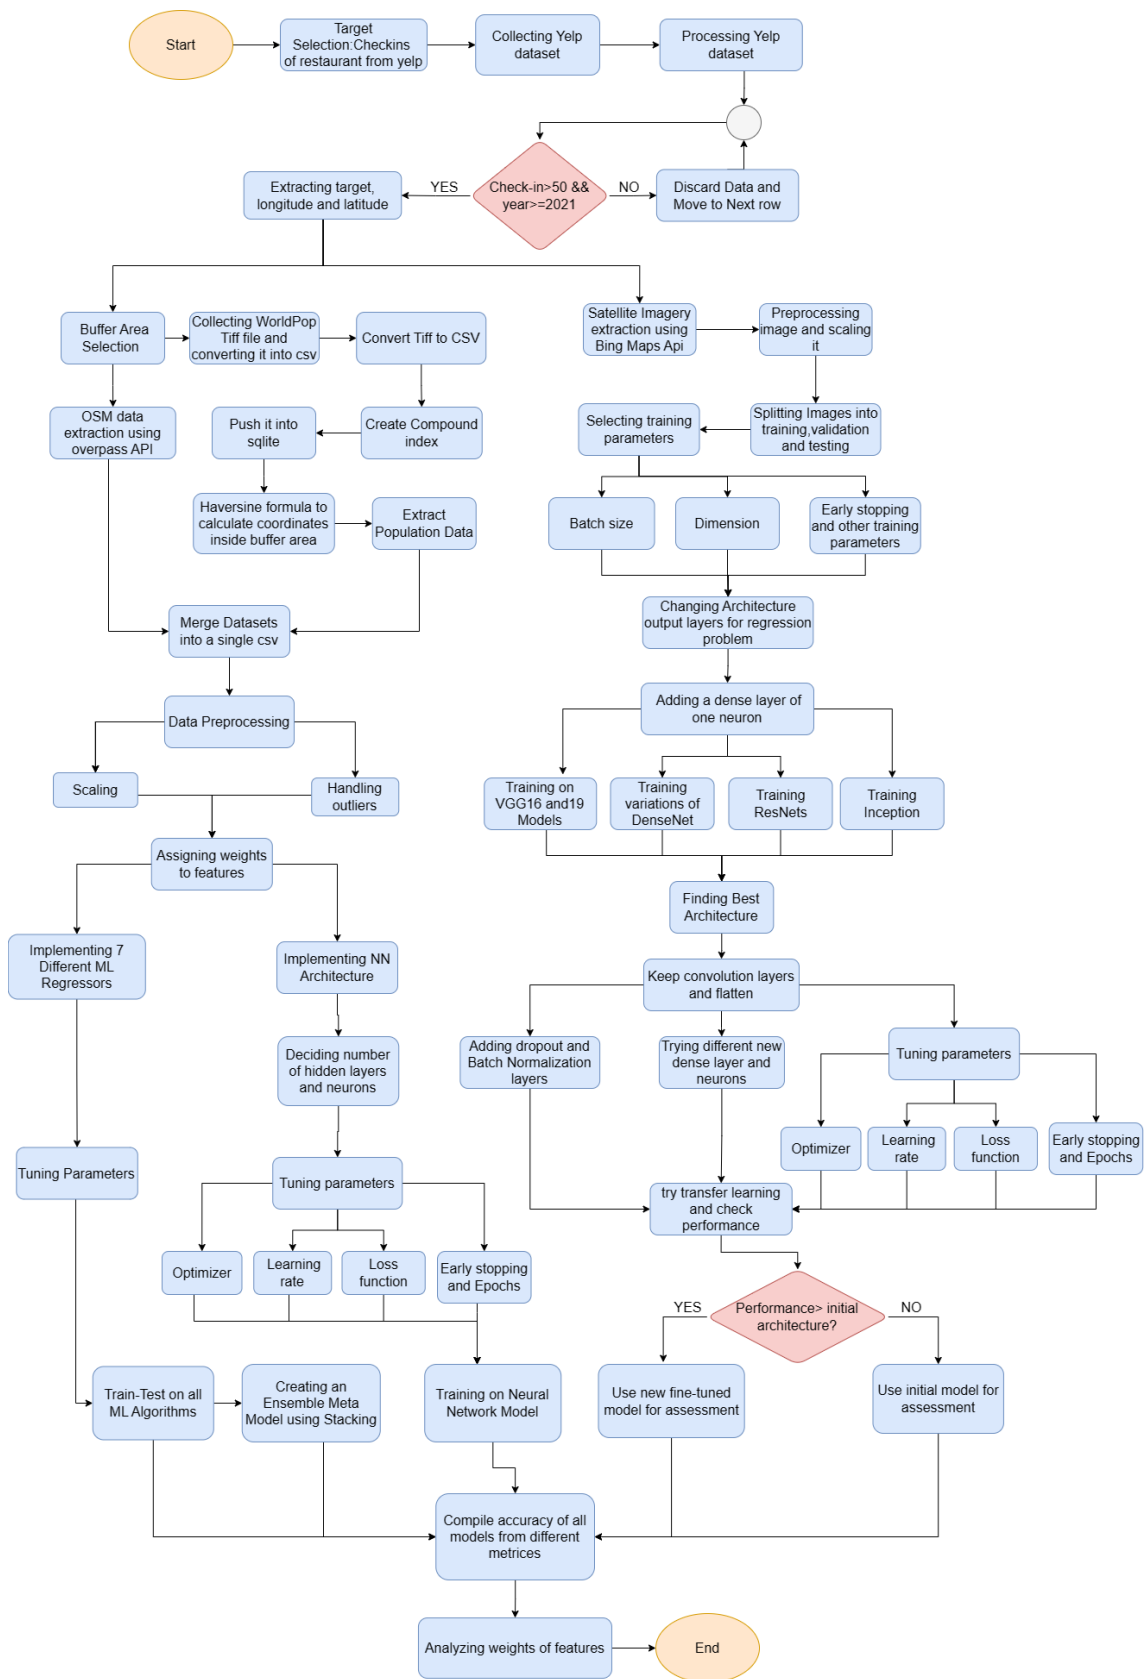 Start
Target
Selection:Checkins
of restaurant from yelp
Collecting Yelp
dataset
Processing Yelp
dataset
Check-in>50 &&
year>=2021
YES
NO
Extracting target,
longitude and latitude
Discard Data and
Move to Next row
Buffer Area
Selection
Collecting WorldPop
Tiff file and
converting it into csv
Convert Tiff to CSV
Satellite Imagery
extraction using
Bing Maps Api
Preprocessing
image and scaling
it
OSM data
extraction using
overpass API
Push it into
sqlite
Create Compound
index
Selecting training
parameters
Splitting Images into
training,validation
and testing
Haversine formula to
calculate coordinates
inside buffer area
Extract
Population Data
Batch size
Dimension
Early stopping
and other training
parameters
Merge Datasets
into a single csv
Changing Architecture
output layers for regression
problem
Data Preprocessing
Adding a dense layer of
one neuron
Scaling
Handling
outliers
Training on
VGG16 and19
Models
Training
variations of
DenseNet
Training
ResNets
Training
Inception
Assigning weights
to features
Finding Best
Architecture
Implementing 7
Different ML
Regressors
Implementing NN
Architecture
Keep convolution layers
and flatten
Deciding number
of hidden layers
and neurons
Adding dropout and
Batch Normalization
layers
Trying different new
dense layer and
neurons
Tuning parameters
Optimizer
Learning
rate
Loss
function
Early stopping
and Epochs
Tuning Parameters
Tuning parameters
try transfer learning
and check
performance
Optimizer
Learning
rate
Loss
function
Early stopping
and Epochs
Performance> initial
architecture?
YES
NO
Train-Test on all
ML Algorithms
Creating an
Ensemble Meta
Model using Stacking
Training on Neural
Network Model
Use new fine-tuned
model for assessment
Use initial model for
assessment
Compile accuracy of all
models from different
metrices
Analyzing weights of features
End